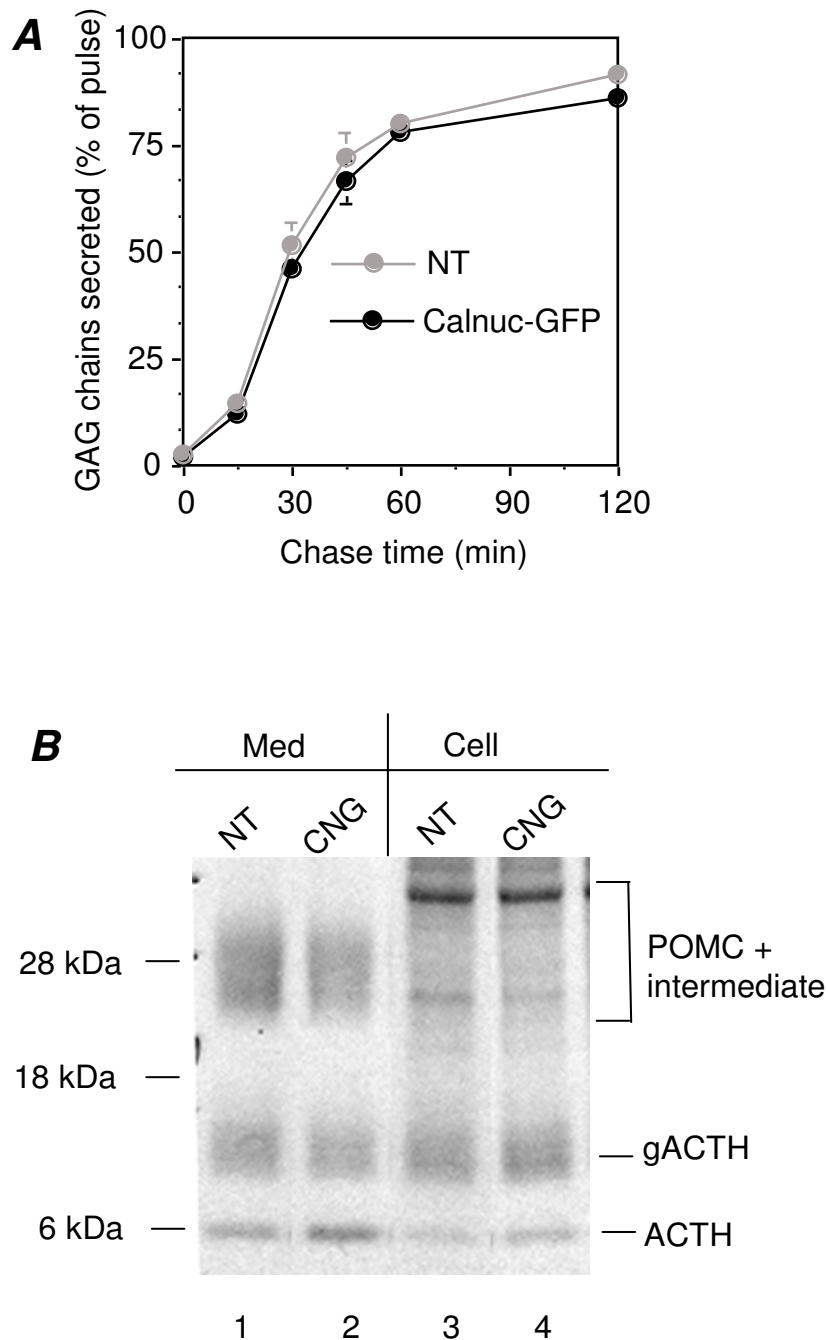 A
GAG chains secreted (% of pulse)
100
75
50
25
0
NT
Calnuc-GFP
0 30 60 90 120
Chase time (min)
B
Med Cell
NT CNG NT CNG
28 kDa
18 kDa
6 kDa
POMC +
intermediate
gACTH
ACTH
1 2 3 4